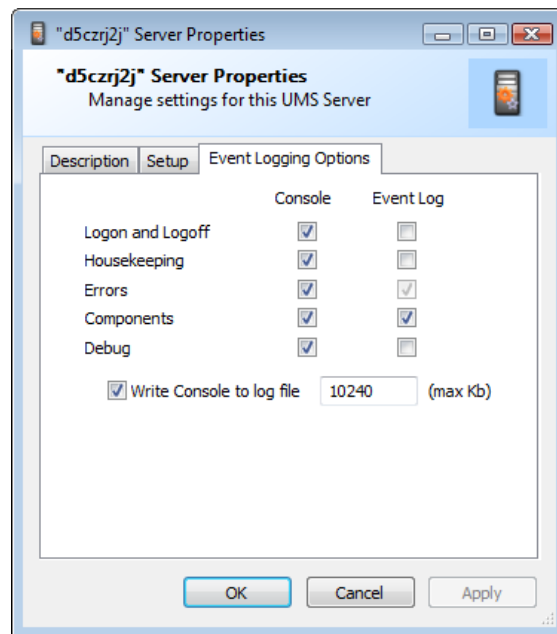 "d5czrj2j" Server Properties
"d5czrj2j" Server Properties
Manage settings for this UMS Server
Description Setup Event Logging Options
Console Event Log
Logon and Logoff
Housekeeping
Errors
Components
Debug
Write Console to log file 10240 (max Kb)
OK Cancel Apply